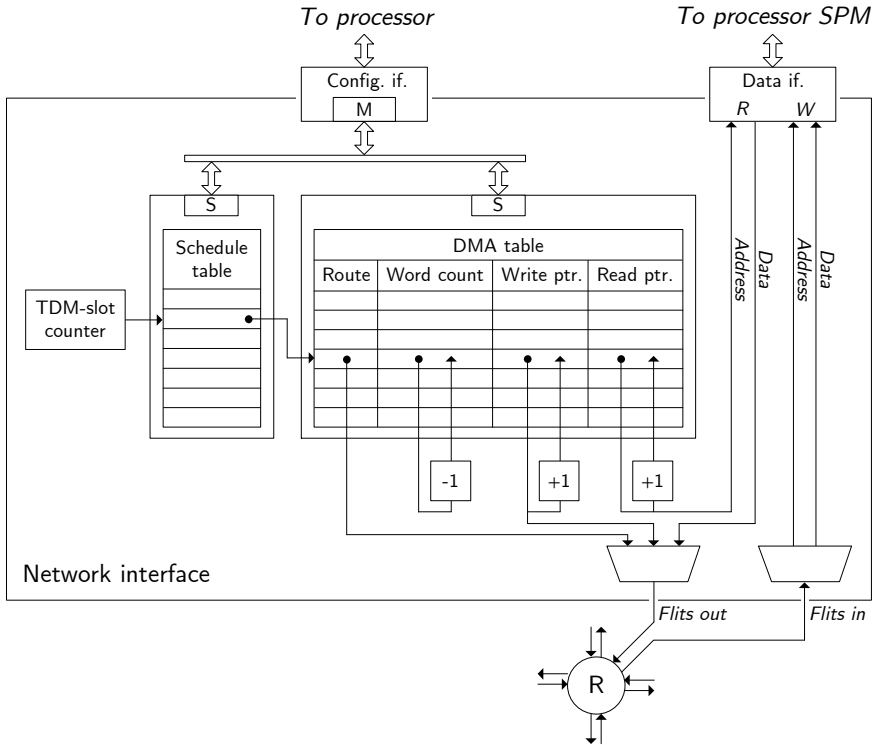 To processor
To processor SPM
Config. if.
M
Data if.
R W
S
S
Schedule
table
DMA table
Route Word count Write ptr. Read ptr.
TDM-slot
counter
Address
Data
Address
Data
-1
+1
+1
Network interface
Flits out
Flits in
R